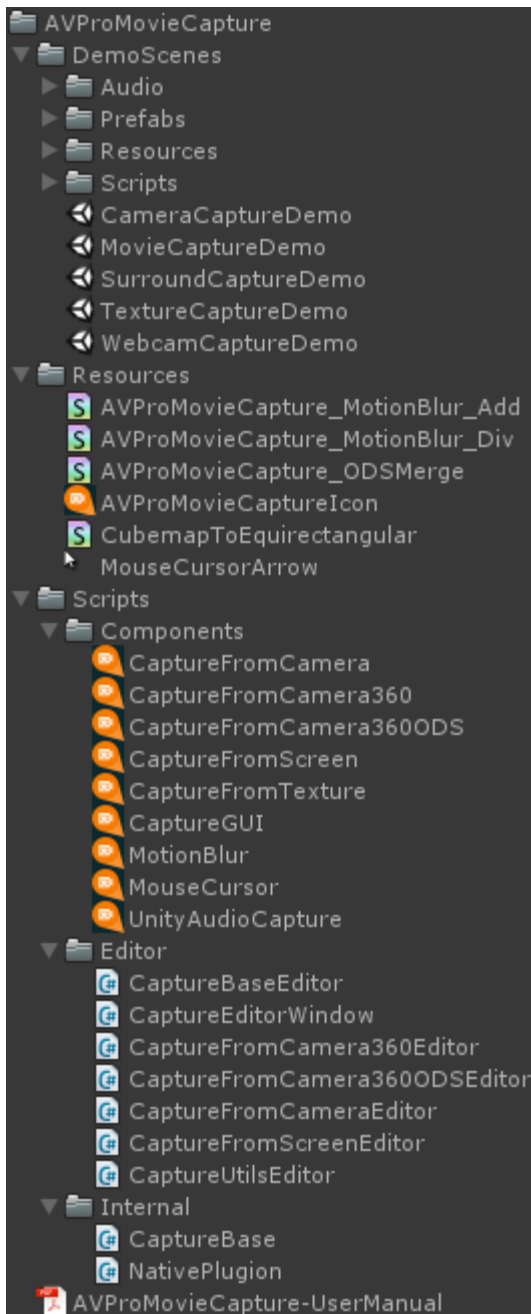 AVProMovieCapture
DemoScenes
Audio
Prefabs
Resources
Scripts
CameraCaptureDemo
MovieCaptureDemo
SurroundCaptureDemo
TextureCaptureDemo
WebcamCaptureDemo
Resources
AVProMovieCapture_MotionBlur_Add
AVProMovieCapture_MotionBlur_Div
AVProMovieCapture_ODSMerge
AVProMovieCaptureIcon
CubemapToEquirectangular
MouseCursorArrow
Scripts
Components
CaptureFromCamera
CaptureFromCamera360
CaptureFromCamera360ODS
CaptureFromScreen
CaptureFromTexture
CaptureGUI
MotionBlur
MouseCursor
UnityAudioCapture
Editor
CaptureBaseEditor
CaptureEditorWindow
CaptureFromCamera360Editor
CaptureFromCamera360ODSEditor
CaptureFromCameraEditor
CaptureFromScreenEditor
CaptureUtilsEditor
Internal
CaptureBase
NativePlugion
AVProMovieCapture-UserManual